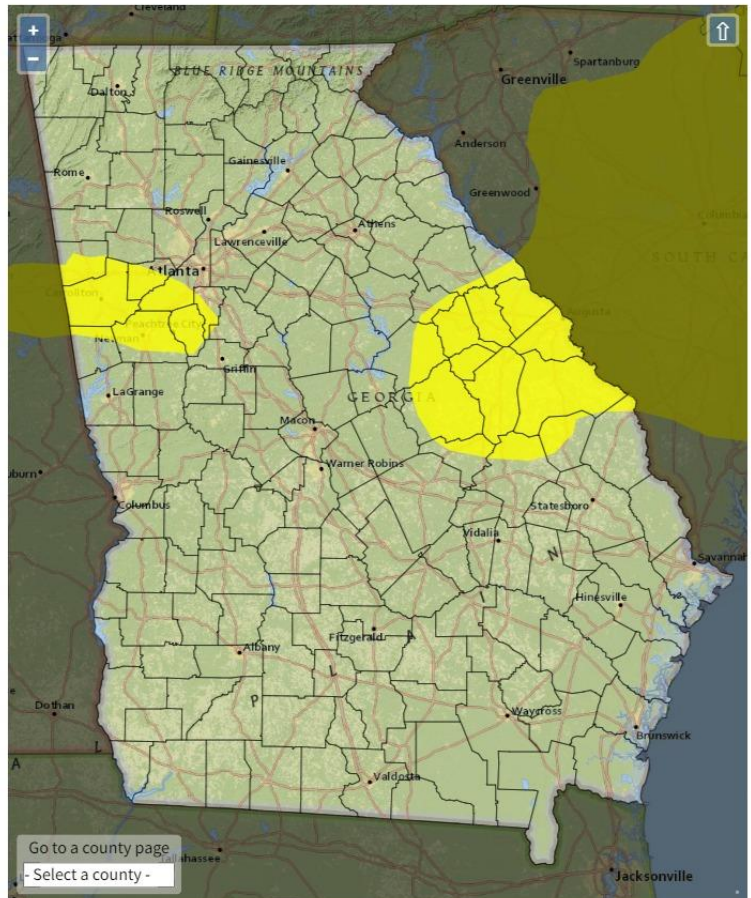 Cleveland
+
−
⇧
BLUE RIDGE MOUNTAINS
Spartanburg
Greenville
Dalton
Anderson
Gainesville
Rome
Greenwood
Roswell
Athens
Lawrenceville
Atlanta
SOUTH CA
Carrollton
Augusta
Peachtree City
Newnan
Griffin
LaGrange
GEORGIA
Macon
Warner Robins
uburn
Columbus
Statesboro
Vidalia
Savannah
N
Hinesville
I
Fitzgerald
A
Albany
L
P
Dothan
Waycross
Brunswick
A
L
Valdosta
Go to a county page
Tallahassee
- Select a county -
Jacksonville